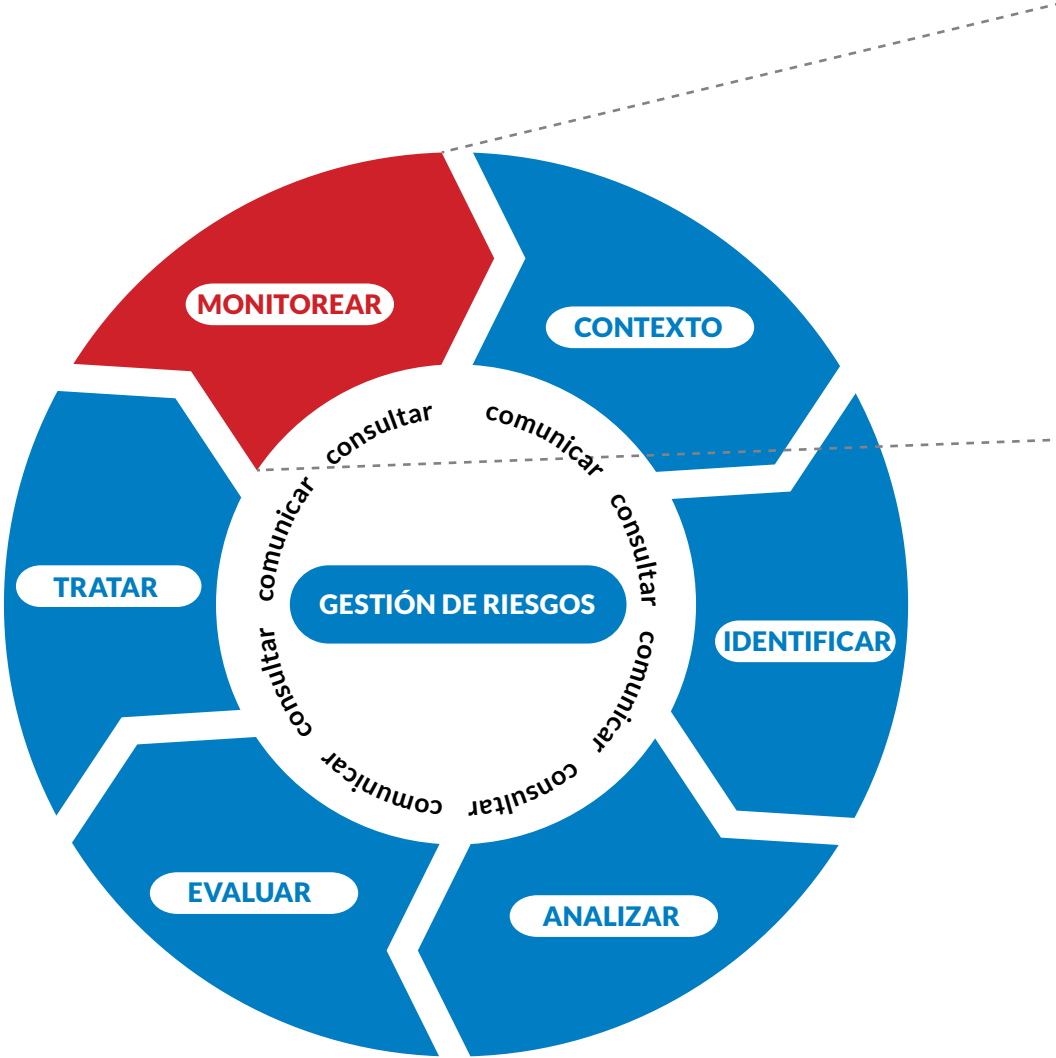 MONITOREAR
CONTEXTO
IDENTIFICAR
ANALIZAR
EVALUAR
TRATAR
GESTIÓN DE RIESGOS
comunicar
consultar
comunicar
consultar
comunicar
consultar
comunicar
consultar